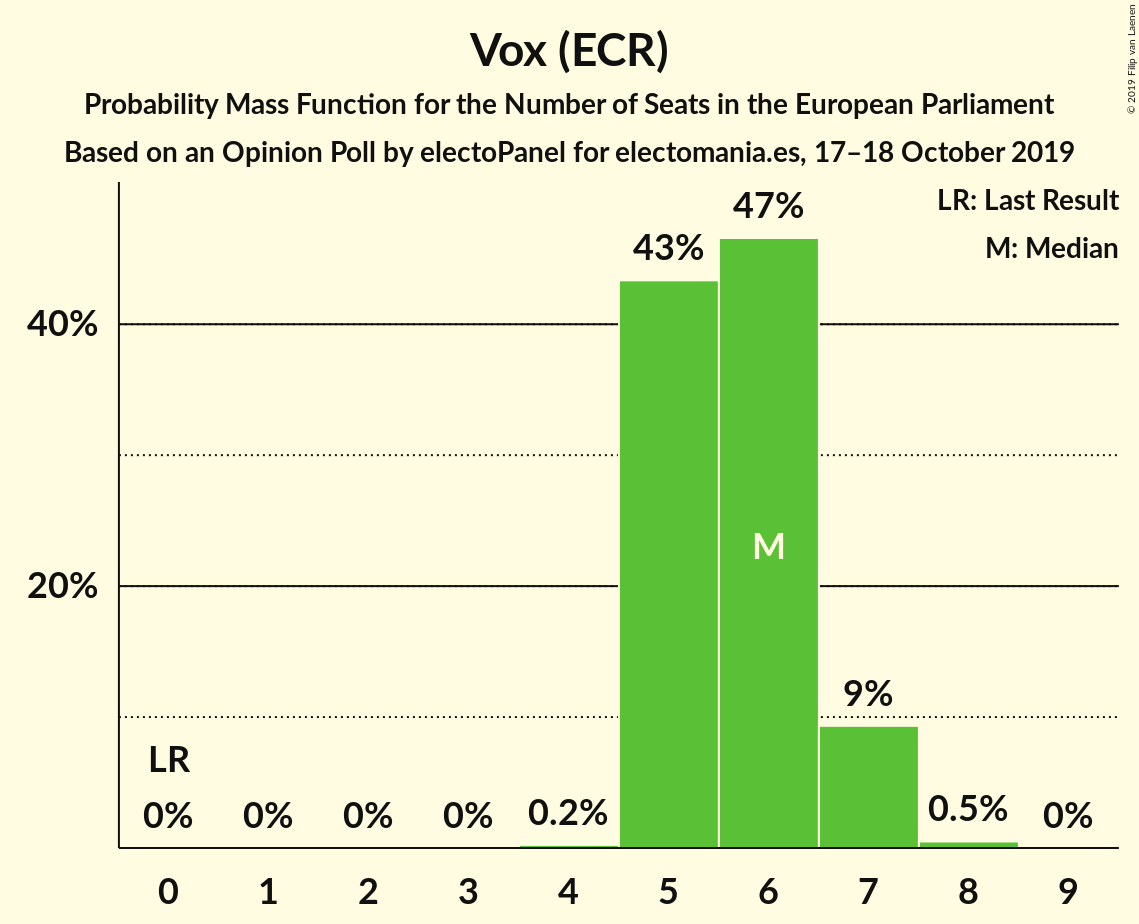 Vox (ECR)
Probability Mass Function for the Number of Seats in the European Parliament
Based on an Opinion Poll by electoPanel for electomania.es, 17–18 October 2019
© 2019 Filip van Laenen
LR: Last Result
M: Median
40%
20%
LR
0%
0%
0%
0%
0.2%
43%
47%
M
9%
0.5%
0%
0 1 2 3 4 5 6 7 8 9